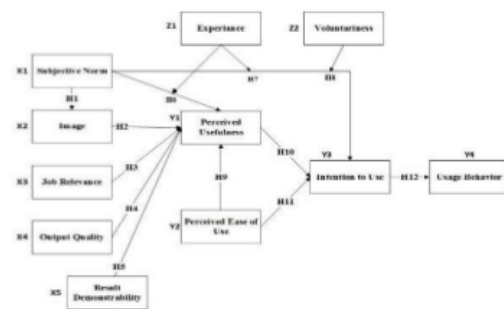 Z1
Experiance
Z2
Voluntariness
X1
Subjective Norm
H7
H8
H1
H6
X2
Image
H2
Y1
Perceived
Usefulness
H3
H10
Y3
Y4
X3
Job Relevance
H4
H9
Intention to Use
H12
Usage Behavior
H11
X4
Output Quality
Y2
Perceived Ease of
Use
H5
X5
Result
Demonstrability